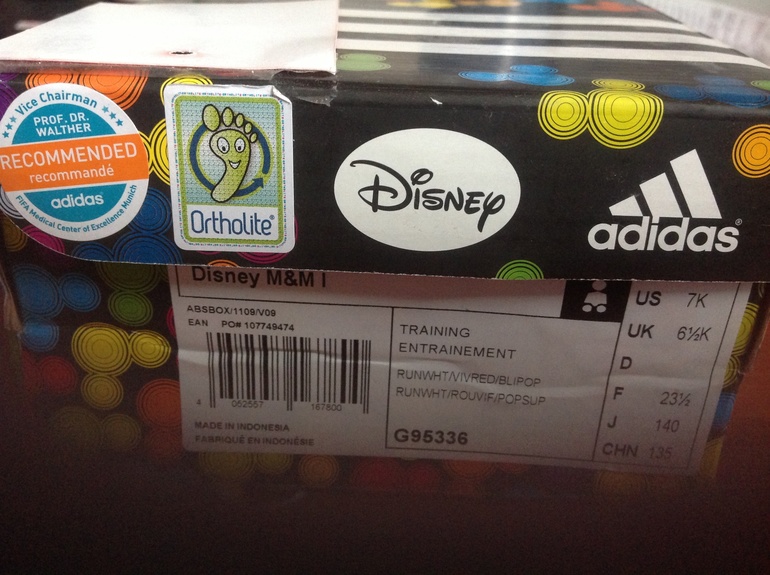 Vice Chairman
PROF. DR.
WALTHER
RECOMMENDED
recommandé
adidas
FIFA Medical Center of Excellence Munich
Ortholite®
Disney
adidas®
Disney M&M I
ABSBOX/1109/V09
EAN PO# 107749474
4 052557 167800
MADE IN INDONESIA
FABRIQUÉ EN INDONÉSIE
TRAINING
ENTRAINEMENT
RUNWHT/VIVRED/BLIPOP
RUNWHT/ROUVIF/POPSUP
G95336
US 7K
UK 6½K
D
F 23½
J 140
CHN 135